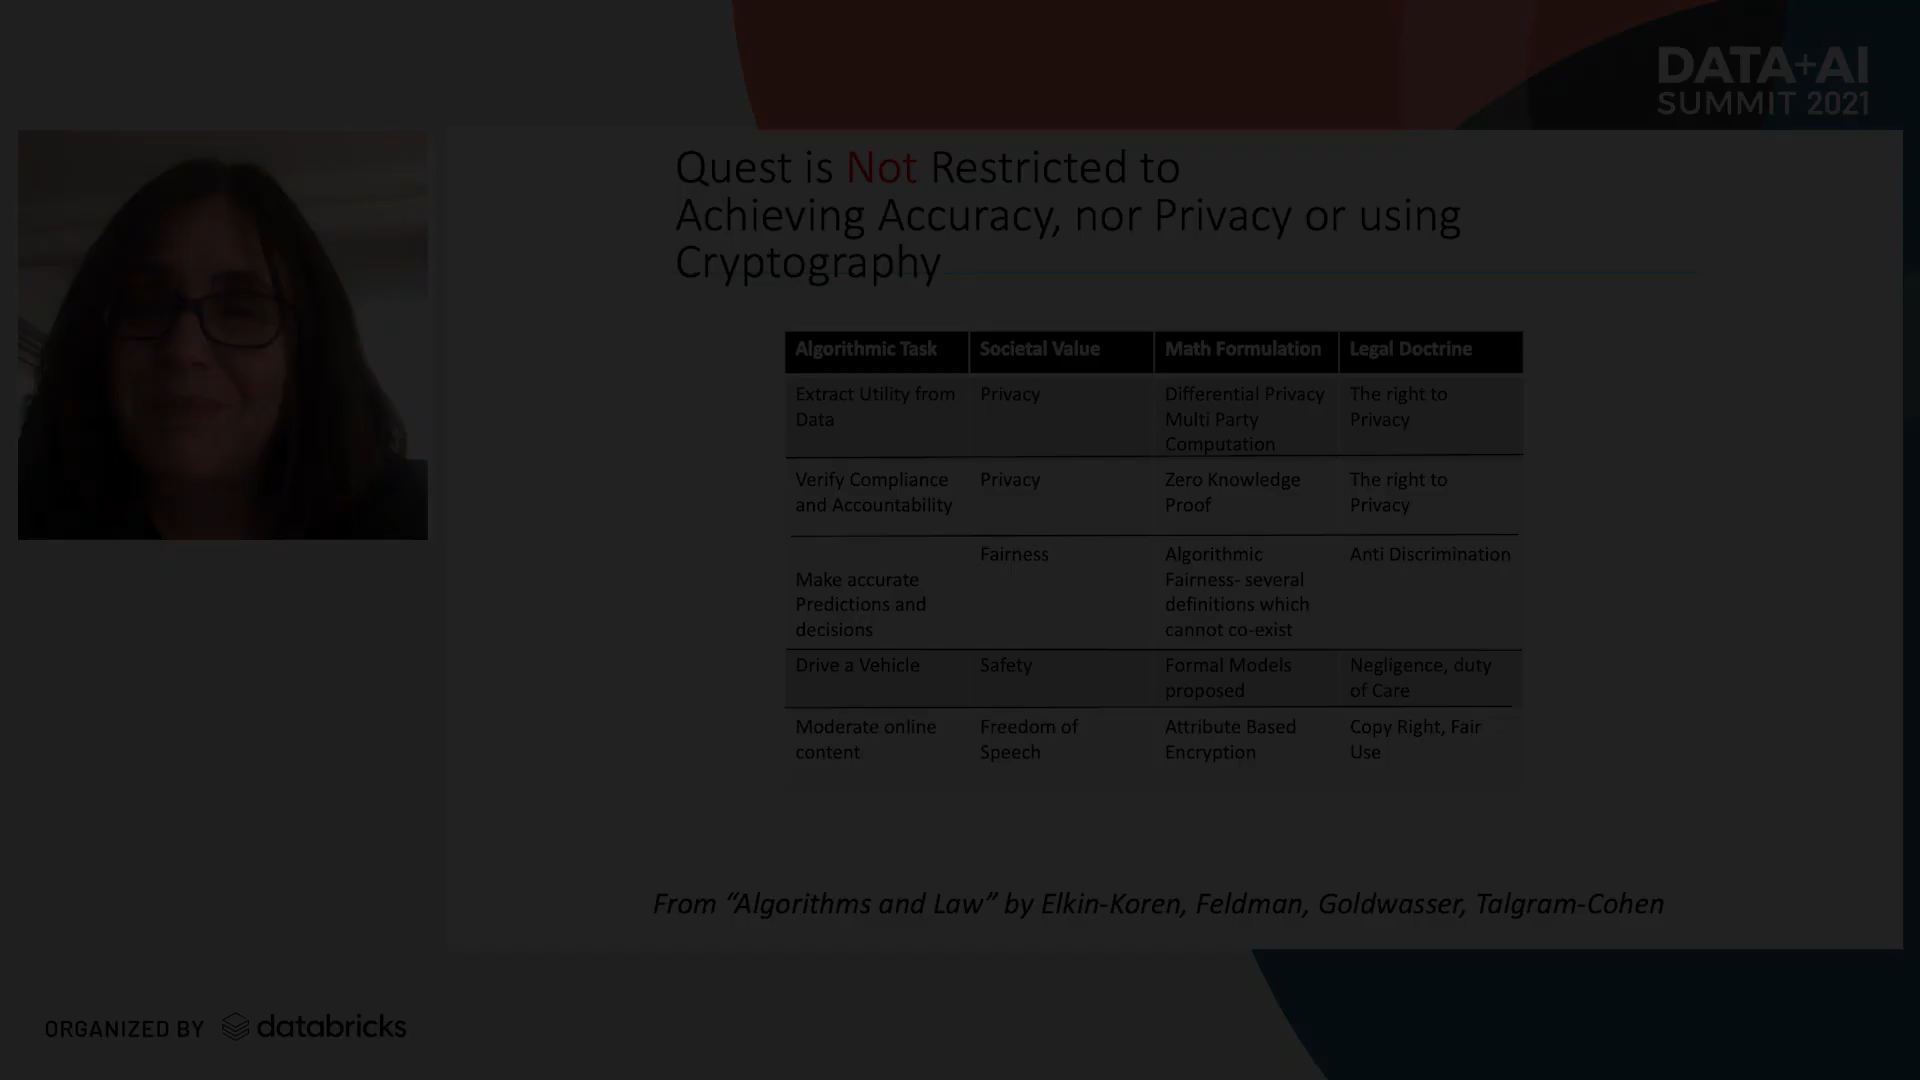 DATA+AI
SUMMIT 2021
Quest is Not Restricted to
Achieving Accuracy, nor Privacy or using
Cryptography
Algorithmic Task Societal Value Math Formulation Legal Doctrine
Extract Utility from Privacy Differential Privacy The right to
Data Multi Party Privacy
Computation
Verify Compliance Privacy Zero Knowledge The right to
and Accountability Proof Privacy
Fairness Algorithmic Anti Discrimination
Make accurate Fairness- several
Predictions and definitions which
decisions cannot co-exist
Drive a Vehicle Safety Formal Models Negligence, duty
proposed of Care
Moderate online Freedom of Attribute Based Copy Right, Fair
content Speech Encryption Use
From “Algorithms and Law” by Elkin-Koren, Feldman, Goldwasser, Talgram-Cohen
ORGANIZED BY databricks